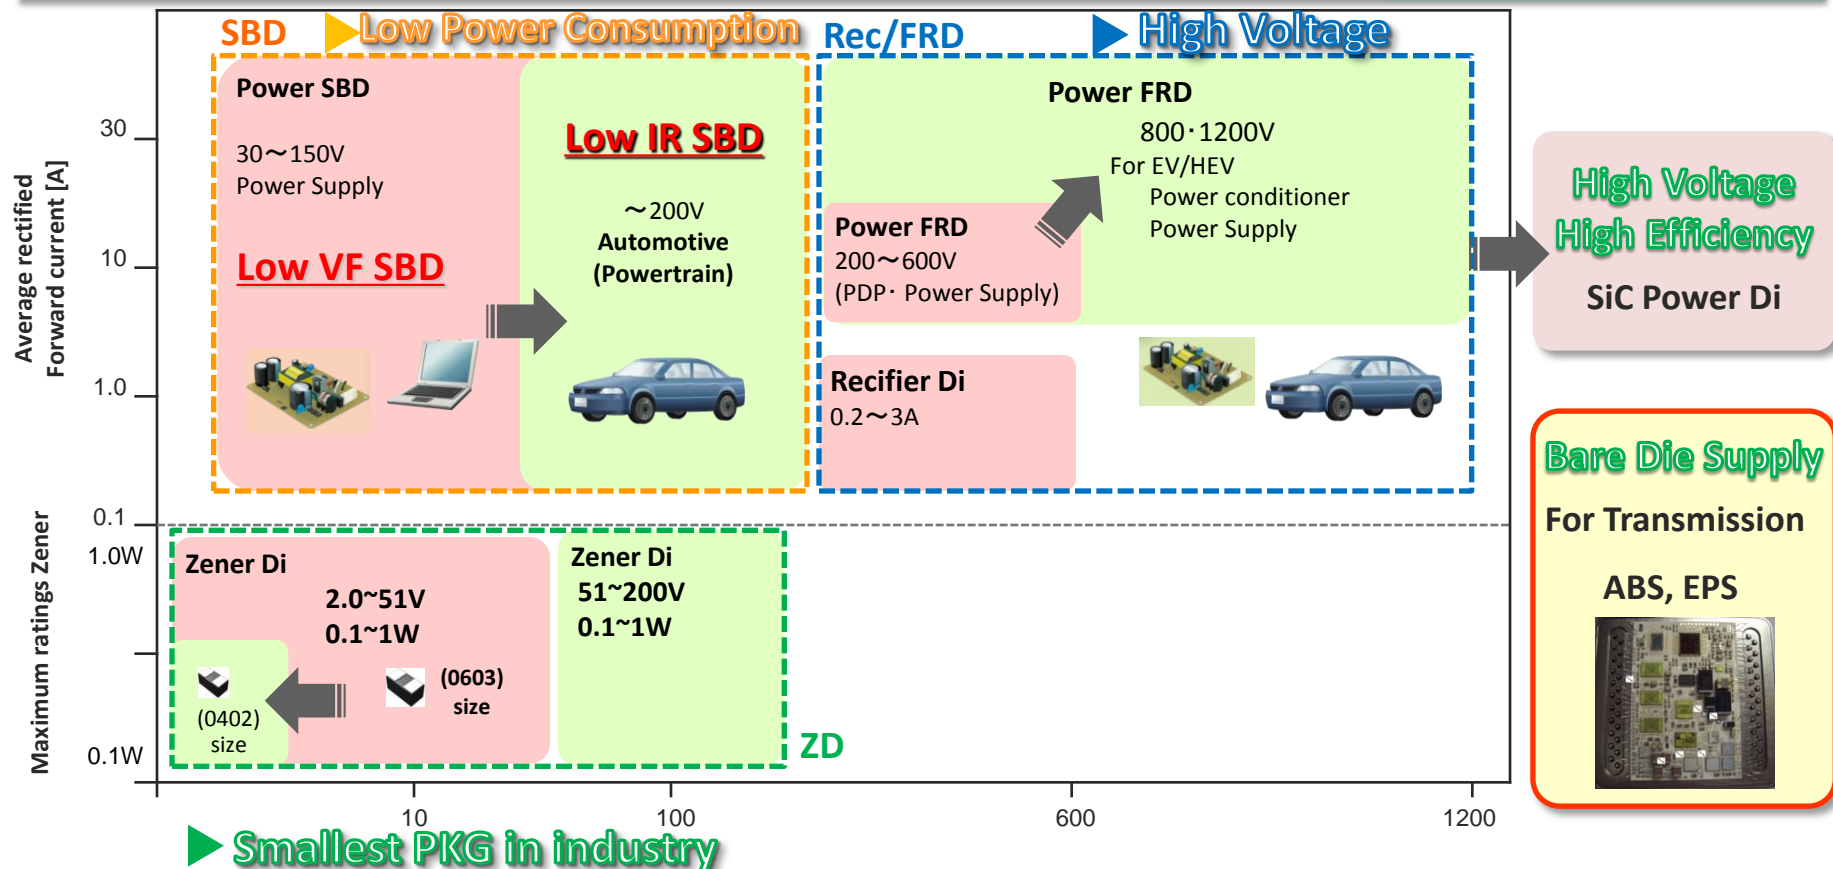 SBD
Low Power Consumption
Rec/FRD
High Voltage
Power SBD
30～150V
Power Supply
Low VF SBD
Low IR SBD
～200V
Automotive
(Powertrain)
Power FRD
800・1200V
For EV/HEV
Power conditioner
Power Supply
Power FRD
200～600V
(PDP・ Power Supply)
Recifier Di
0.2～3A
High Voltage
High Efficiency
SiC Power Di
Bare Die Supply
For Transmission
ABS, EPS
Average rectified
Forward current [A]
30
10
1.0
0.1
Maximum ratings Zener
1.0W
0.1W
Zener Di
2.0~51V
0.1~1W
(0603)
size
(0402)
size
Zener Di
51~200V
0.1~1W
ZD
10
100
600
1200
Smallest PKG in industry